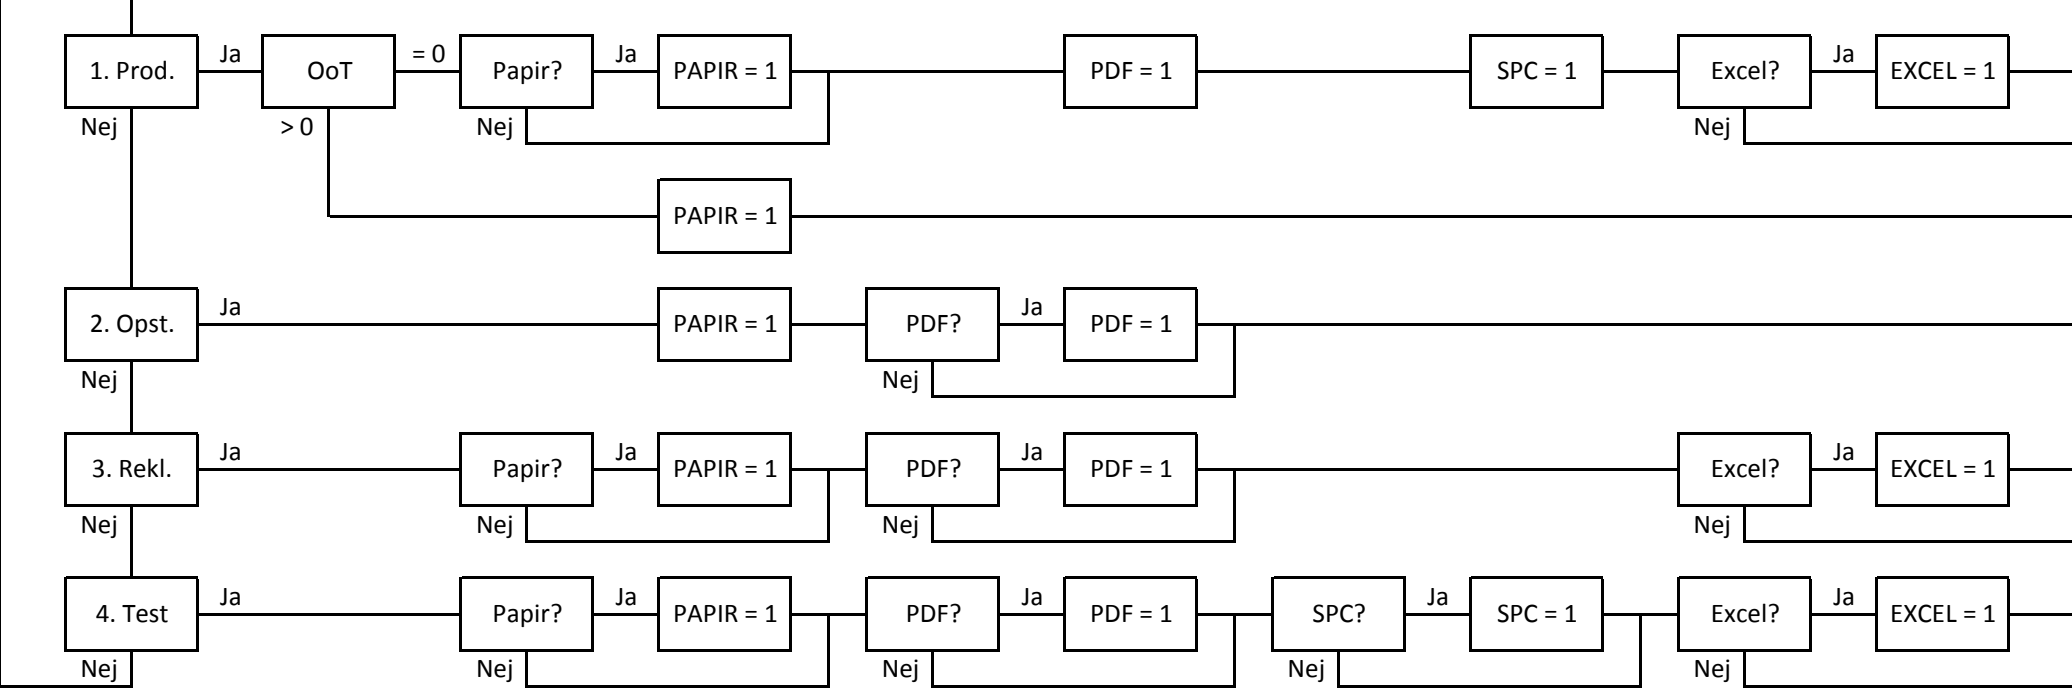 Ja = 0 Ja Ja
1. Prod. OoT Papir? PAPIR = 1 PDF = 1 SPC = 1 Excel? EXCEL = 1
Nej > 0 Nej Nej
PAPIR = 1
Ja Ja
2. Opst. PAPIR = 1 PDF? PDF = 1
Nej Nej
Ja Ja Ja Ja
3. Rekl. Papir? PAPIR = 1 PDF? PDF = 1 Excel? EXCEL = 1
Nej Nej Nej Nej
Ja Ja Ja Ja Ja
4. Test Papir? PAPIR = 1 PDF? PDF = 1 SPC? SPC = 1 Excel? EXCEL = 1
Nej Nej Nej Nej Nej